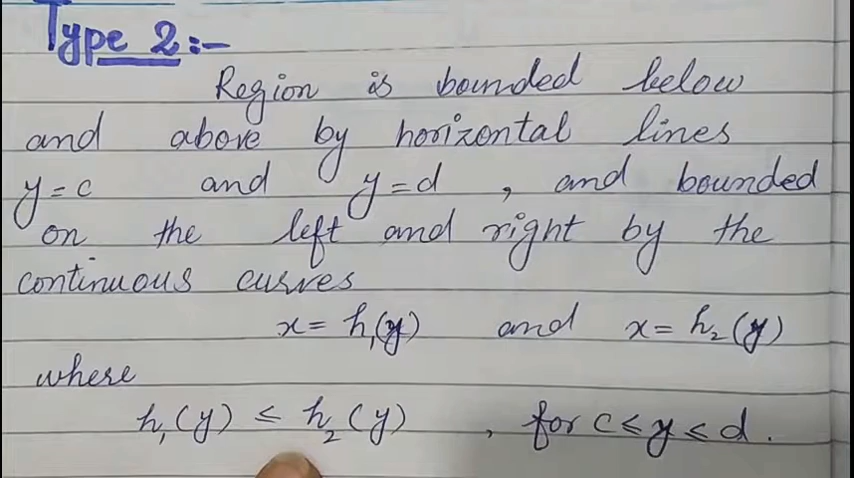 Type 2:-
Region is bounded below
and above by horizontal lines
y=c and y=d , and bounded
on the left and right by the
continuous curves
x= h₁(y) and x= h₂(y)
where
h₁(y) ≤ h₂(y) , for c≤y≤d.